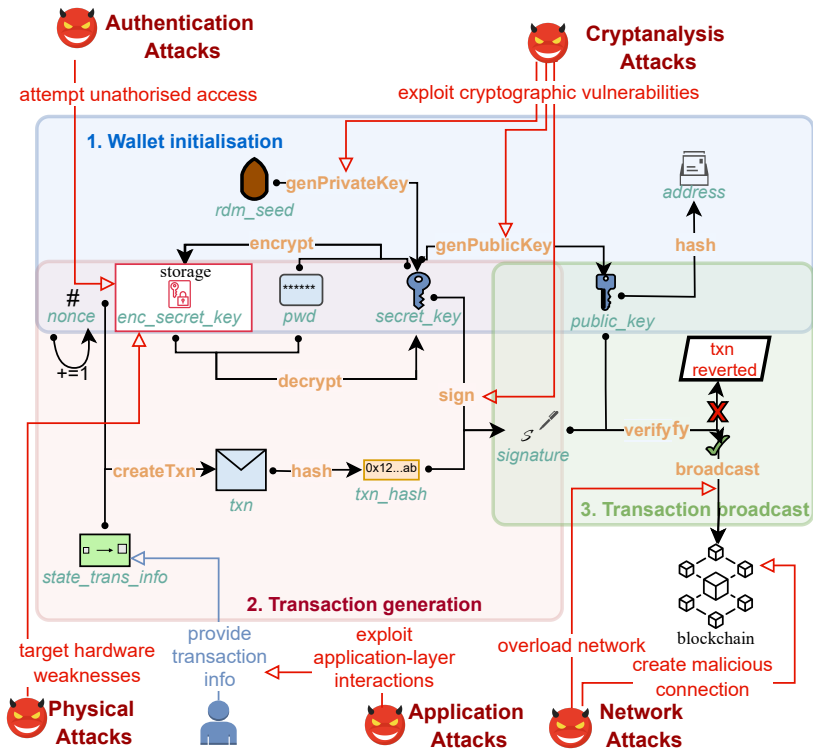 Authentication
Attacks
Cryptanalysis
Attacks
attempt unathorised access
exploit cryptographic vulnerabilities
1. Wallet initialisation
genPrivateKey
rdm_seed
address
encrypt
genPublicKey
hash
storage
#
nonce
enc_secret_key
******
pwd
secret_key
public_key
+=1
decrypt
sign
txn
reverted
signature
verifyfy
createTxn
hash
0x12...ab
broadcast
txn
txn_hash
3. Transaction broadcast
state_trans_info
2. Transaction generation
blockchain
provide
transaction
info
exploit
application-layer
interactions
target hardware
weaknesses
overload network
create malicious
connection
Physical
Attacks
Application
Attacks
Network
Attacks